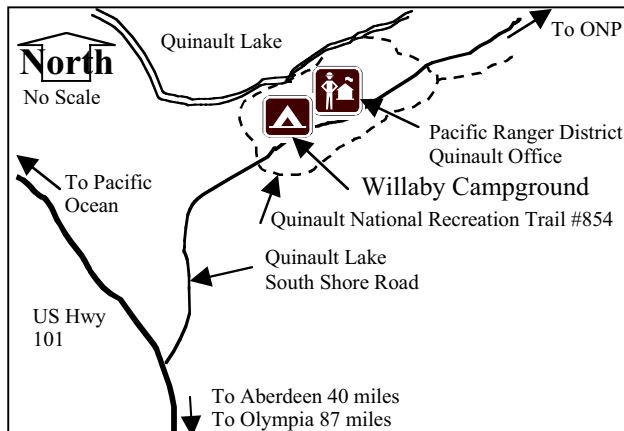 To ONP
Quinault Lake
North
No Scale
Pacific Ranger District
Quinault Office
To Pacific
Ocean
Willaby Campground
Quinault National Recreation Trail #854
Quinault Lake
South Shore Road
US Hwy
101
To Aberdeen 40 miles
To Olympia 87 miles